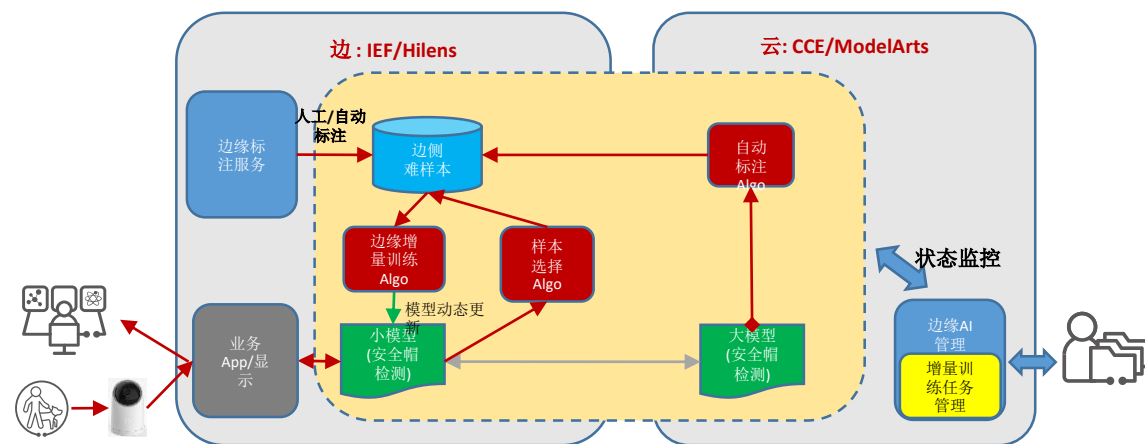 边 : IEF/Hilens
云: CCE/ModelArts
边缘标
注服务
人工/自动
标注
边侧
难样本
自动
标注
Algo
边缘增
量训练
Algo
样本
选择
Algo
状态监控
模型动态更
新
业务
App/显
示
小模型
(安全帽
检测)
大模型
(安全帽
检测)
边缘AI
管理
增量训
练任务
管理